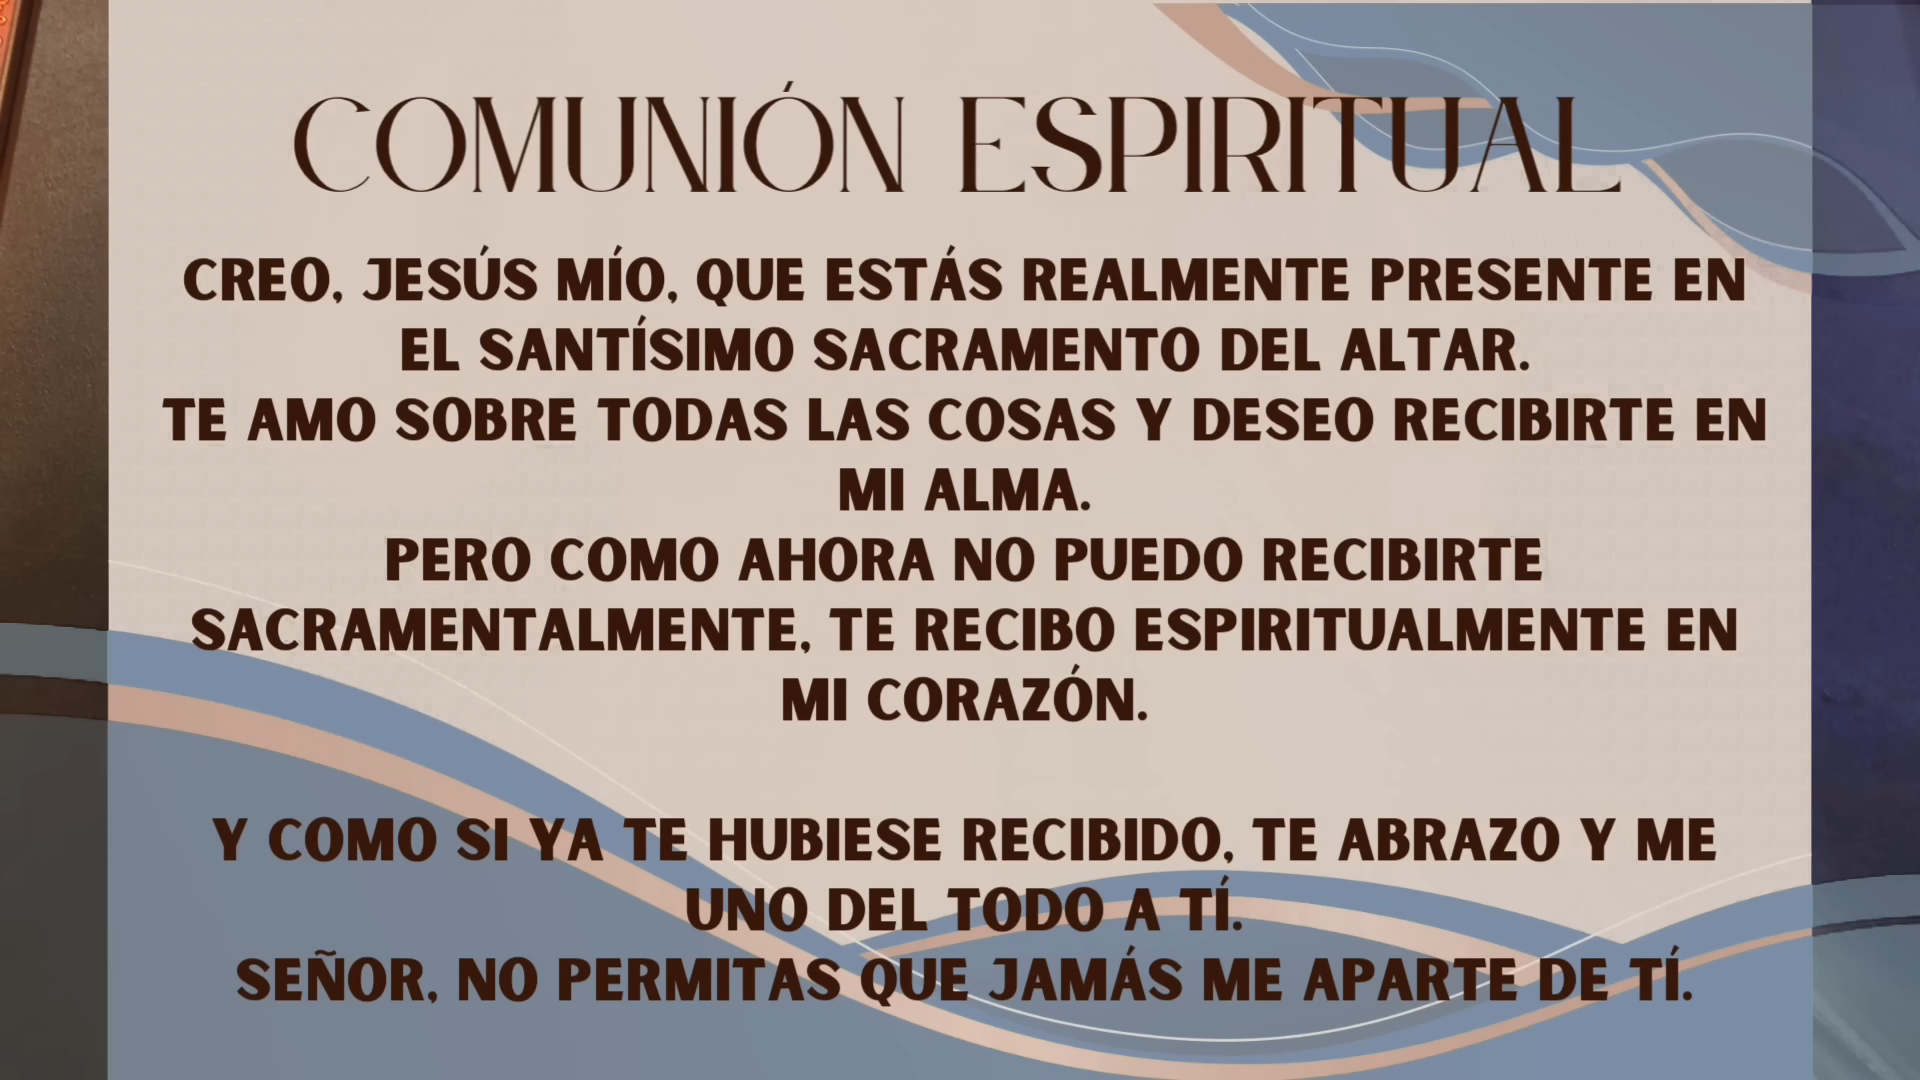 COMUNIÓN ESPIRITUAL
CREO, JESÚS MÍO, QUE ESTÁS REALMENTE PRESENTE EN
EL SANTÍSIMO SACRAMENTO DEL ALTAR.
TE AMO SOBRE TODAS LAS COSAS Y DESEO RECIBIRTE EN
MI ALMA.
PERO COMO AHORA NO PUEDO RECIBIRTE
SACRAMENTALMENTE, TE RECIBO ESPIRITUALMENTE EN
MI CORAZÓN.
Y COMO SI YA TE HUBIESE RECIBIDO, TE ABRAZO Y ME
UNO DEL TODO A TÍ.
SEÑOR, NO PERMITAS QUE JAMÁS ME APARTE DE TÍ.